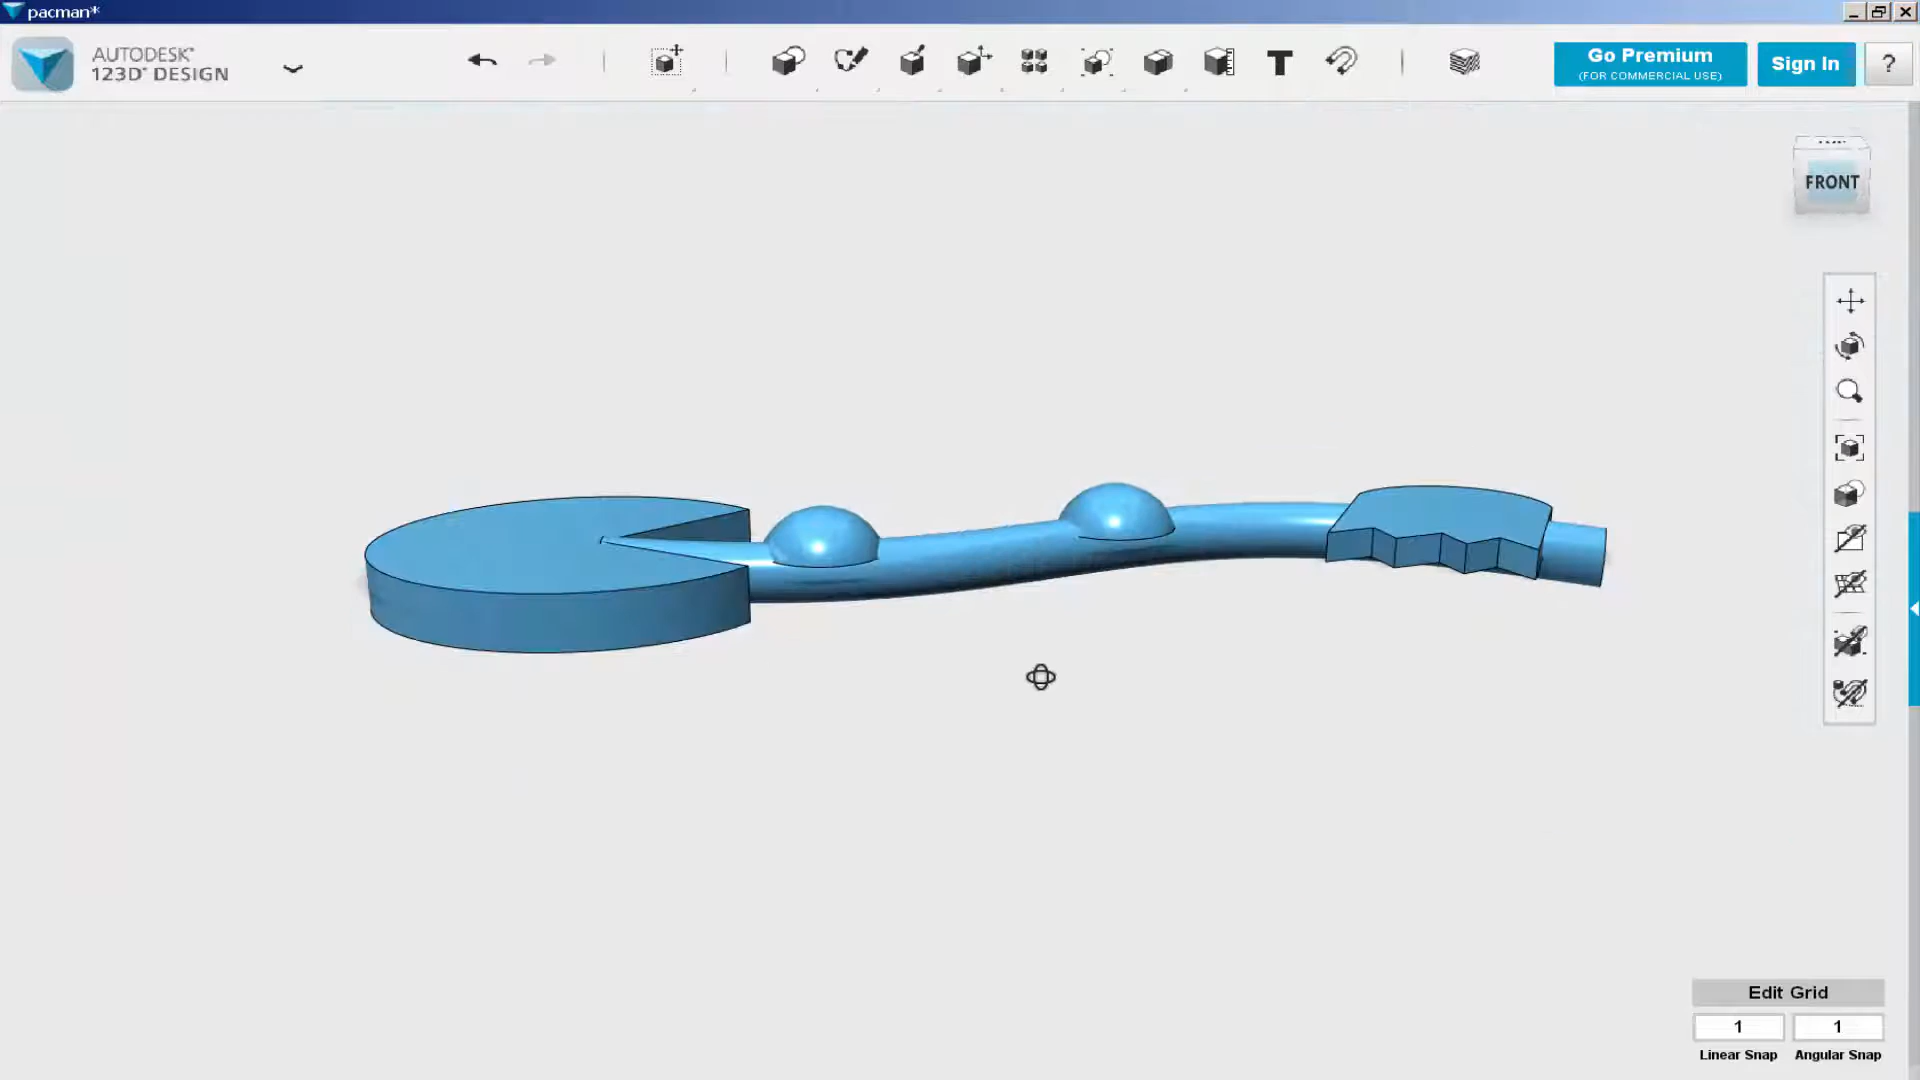 pacman*
AUTODESK®
123D® DESIGN
Go Premium
(FOR COMMERCIAL USE)
Sign In
?
FRONT
Edit Grid
1 1
Linear Snap Angular Snap